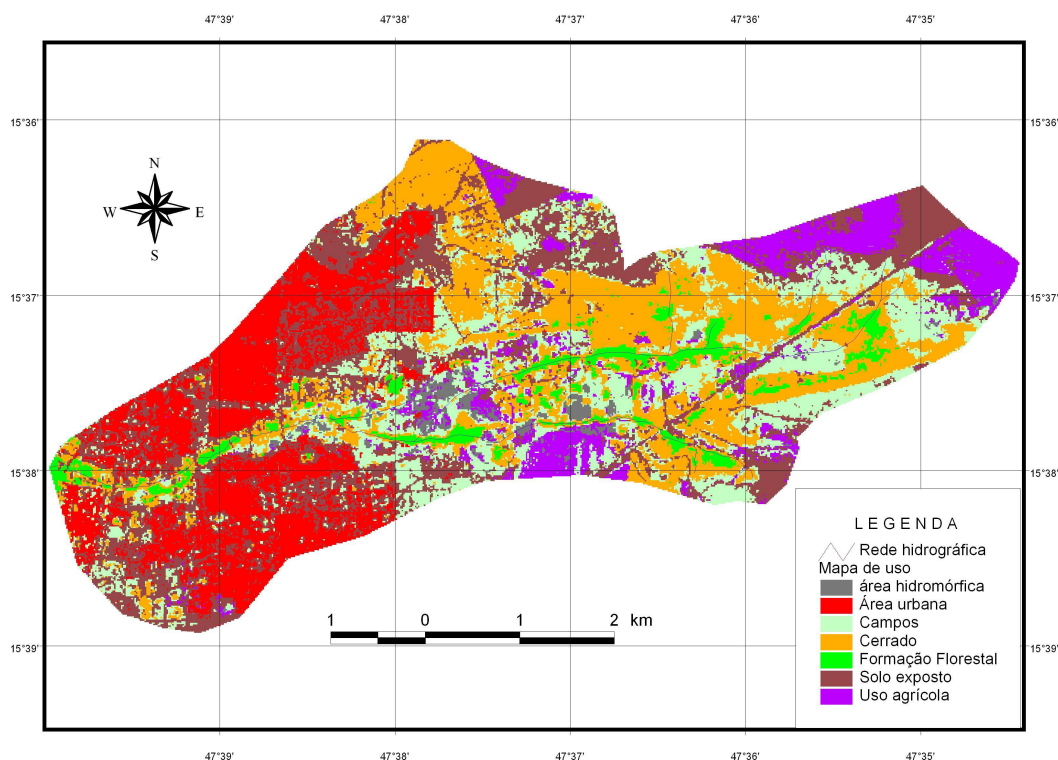 47°39' 47°38' 47°37' 47°36' 47°35'
15°36' 15°36'
N
W E
S
15°37' 15°37'
15°38' 15°38'
LEGENDA
Rede hidrográfica
Mapa de uso
área hidromórfica
Área urbana
Campos
Cerrado
Formação Florestal
Solo exposto
Uso agrícola
1 0 1 2 km
15°39' 15°39'
47°39' 47°38' 47°37' 47°36' 47°35'